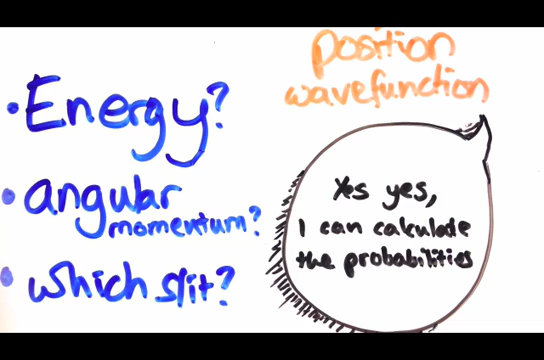 • Energy?
• angular
momentum?
• which slit?
position
wavefunction
Yes yes,
I can calculate
the probabilities